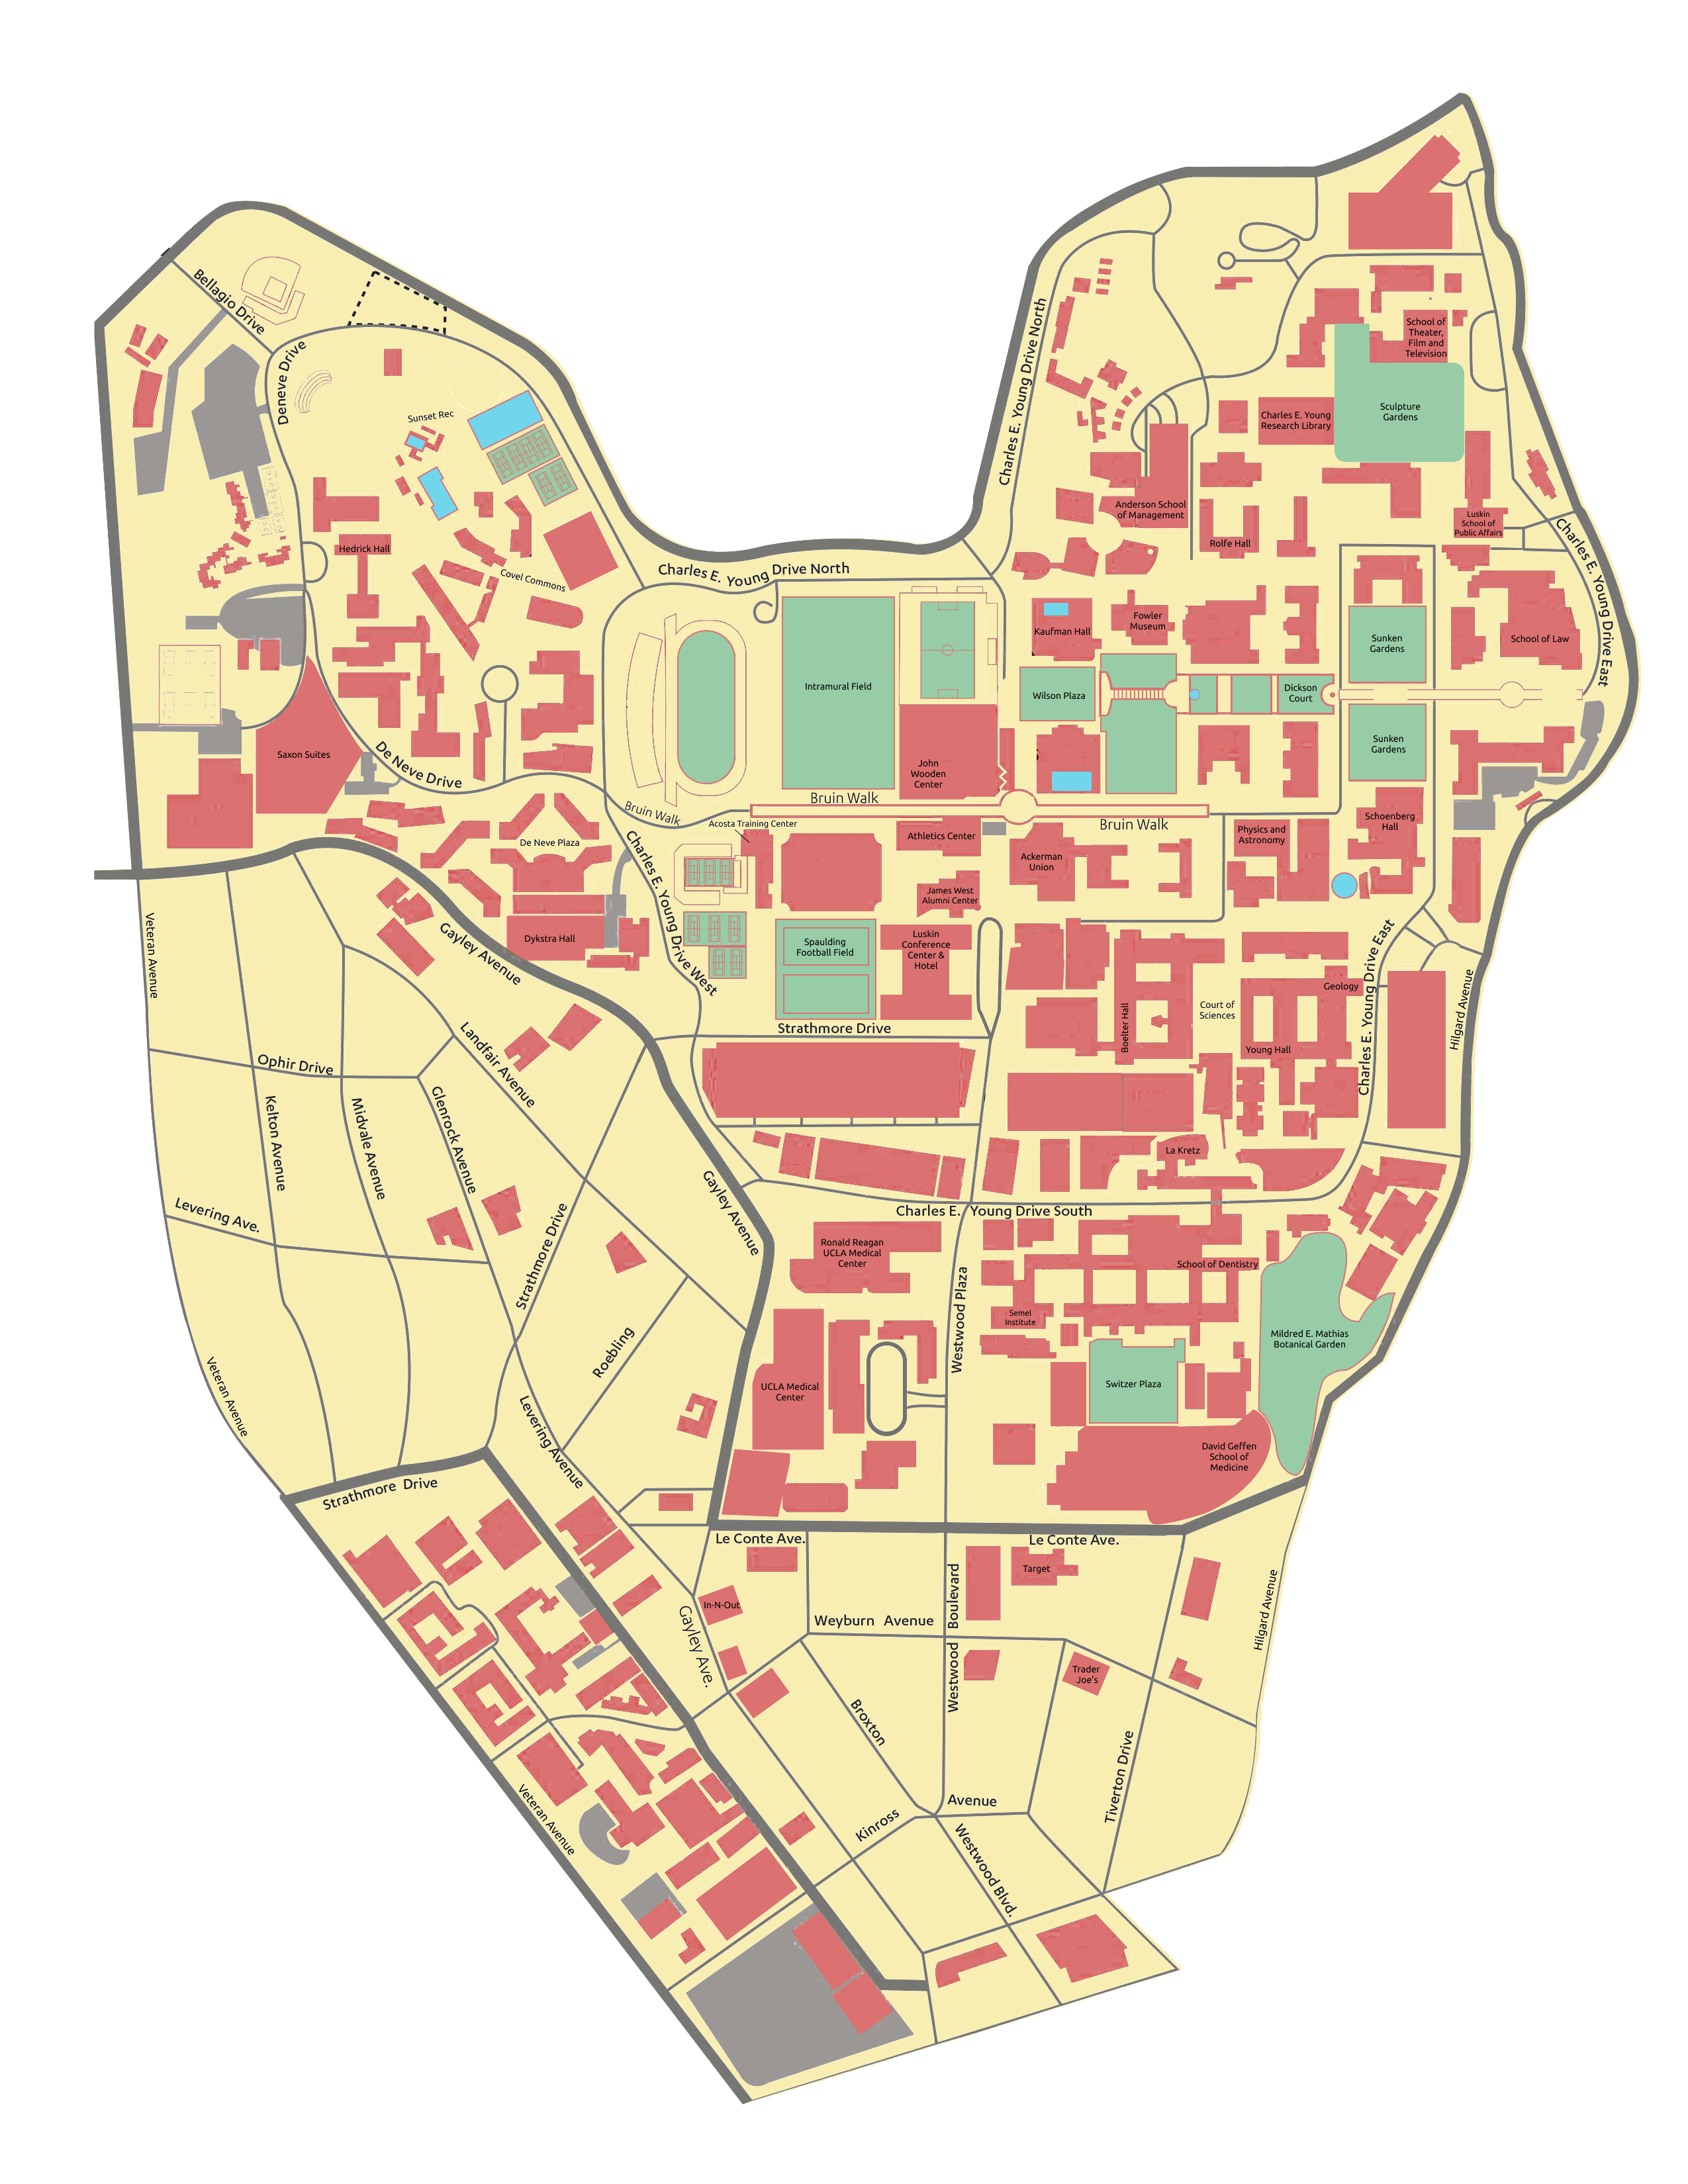 Bellagio Drive
Deneve Drive
Sunset Rec
Hedrick Hall
Covel Commons
Saxon Suites
De Neve Drive
De Neve Plaza
Dykstra Hall
Charles E. Young Drive North
Charles E. Young Drive North
School of
Theater,
Film and
Television
Charles E. Young
Research Library
Sculpture
Gardens
Anderson School
of Management
Rolfe Hall
Luskin
School of
Public Affairs
Charles E. Young Drive East
Intramural Field
Kaufman Hall
Fowler
Museum
Wilson Plaza
Dickson
Court
Sunken
Gardens
School of Law
Sunken
Gardens
John
Wooden
Center
Bruin Walk
Bruin Walk
Bruin Walk
Acosta Training Center
Athletics Center
Ackerman
Union
Physics and
Astronomy
Schoenberg
Hall
James West
Alumni Center
Charles E. Young Drive West
Spaulding
Football Field
Luskin
Conference
Center &
Hotel
Strathmore Drive
Boelter Hall
Court of
Sciences
Geology
Young Hall
Charles E. Young Drive East
Hilgard Avenue
La Kretz
Charles E. Young Drive South
Veteran Avenue
Gayley Avenue
Landfair Avenue
Ophir Drive
Kelton Avenue
Midvale Avenue
Glenrock Avenue
Levering Ave.
Strathmore Drive
Gayley Avenue
Roebling
Veteran Avenue
Levering Avenue
Strathmore Drive
Ronald Reagan
UCLA Medical
Center
Westwood Plaza
School of Dentistry
Semel
Institute
Mildred E. Mathias
Botanical Garden
UCLA Medical
Center
Switzer Plaza
David Geffen
School of
Medicine
Le Conte Ave.
Le Conte Ave.
Target
In-N-Out
Gayley Ave.
Weyburn Avenue
Westwood Boulevard
Trader
Joe's
Hilgard Avenue
Broxton
Avenue
Kinross
Tiverton Drive
Westwood Blvd.
Veteran Avenue